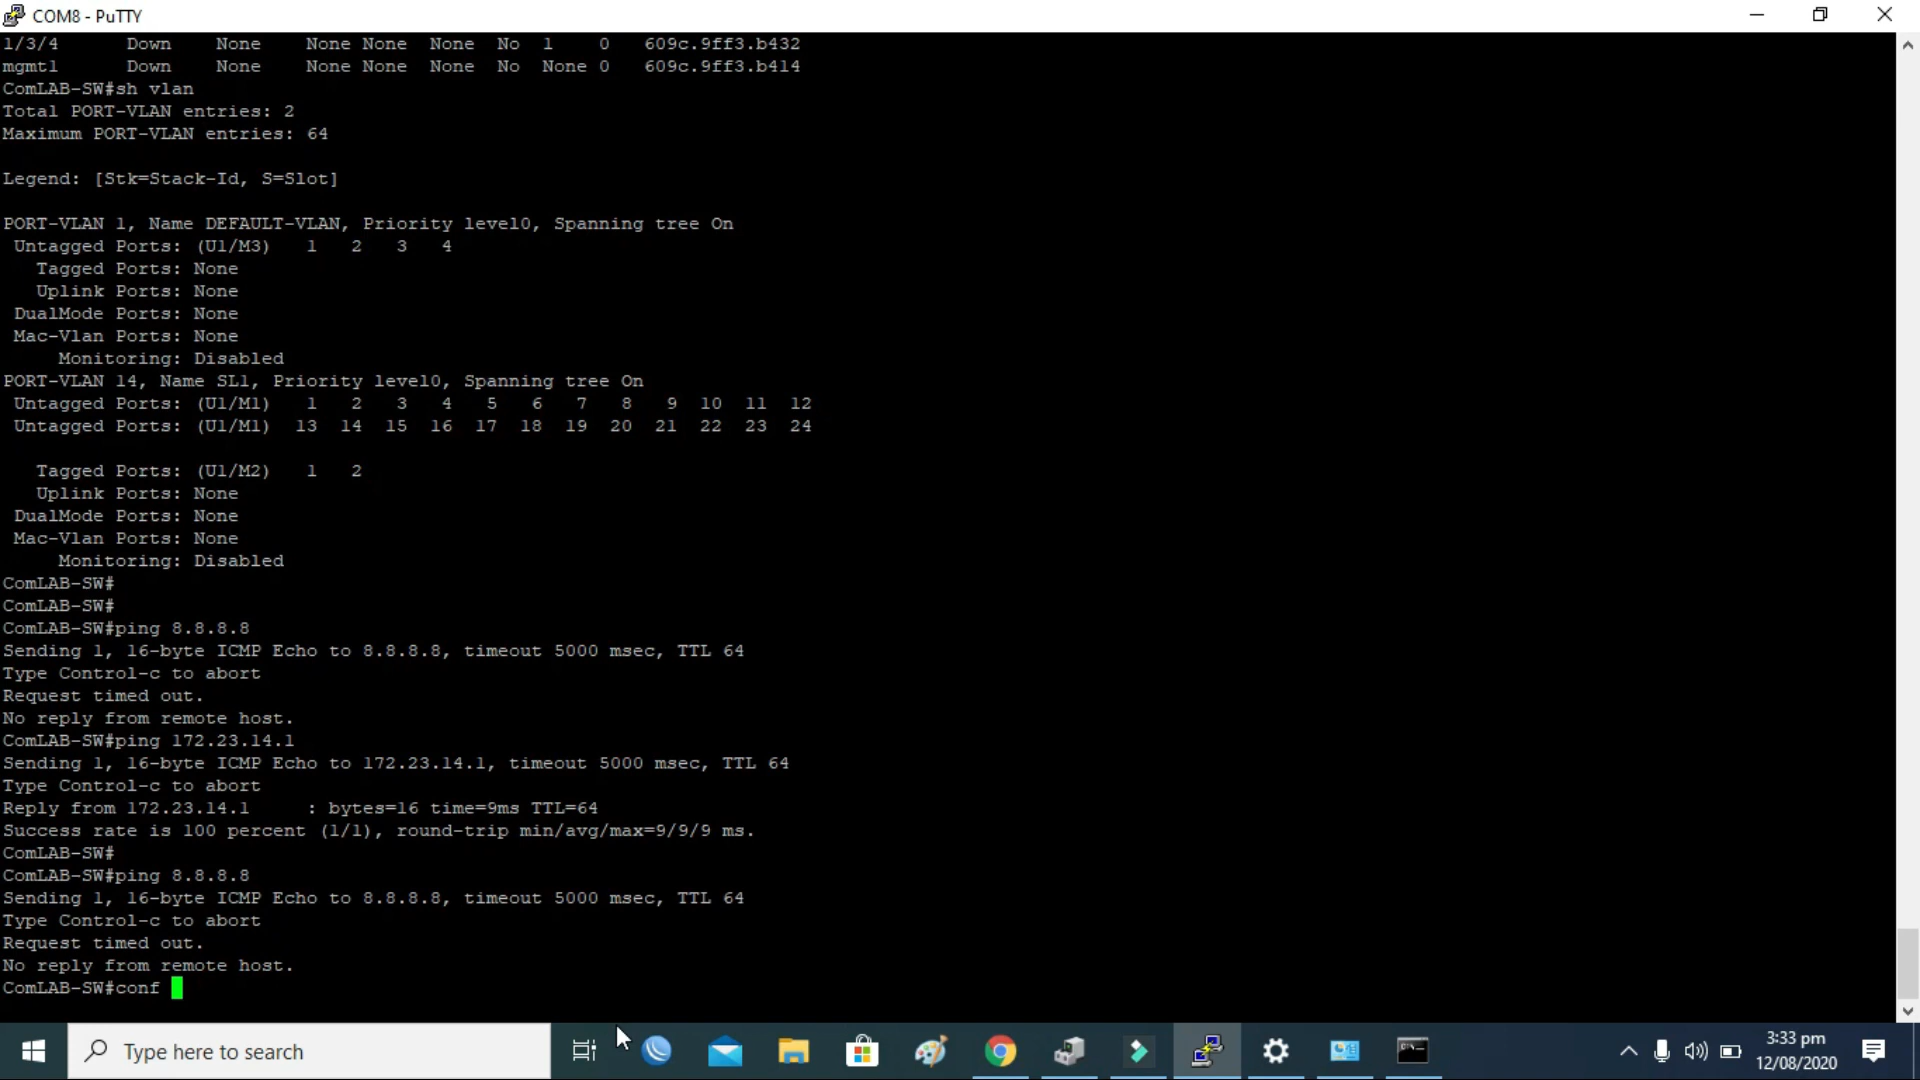 COM8 - PuTTY
1/3/4 Down None None None None No 1 0 609c.9ff3.b432
mgmt1 Down None None None None No None 0 609c.9ff3.b414
ComLAB-SW#sh vlan
Total PORT-VLAN entries: 2
Maximum PORT-VLAN entries: 64
Legend: [Stk=Stack-Id, S=Slot]
PORT-VLAN 1, Name DEFAULT-VLAN, Priority level0, Spanning tree On
Untagged Ports: (U1/M3) 1 2 3 4
Tagged Ports: None
Uplink Ports: None
DualMode Ports: None
Mac-Vlan Ports: None
Monitoring: Disabled
PORT-VLAN 14, Name SL1, Priority level0, Spanning tree On
Untagged Ports: (U1/M1) 1 2 3 4 5 6 7 8 9 10 11 12
Untagged Ports: (U1/M1) 13 14 15 16 17 18 19 20 21 22 23 24
Tagged Ports: (U1/M2) 1 2
Uplink Ports: None
DualMode Ports: None
Mac-Vlan Ports: None
Monitoring: Disabled
ComLAB-SW#
ComLAB-SW#
ComLAB-SW#ping 8.8.8.8
Sending 1, 16-byte ICMP Echo to 8.8.8.8, timeout 5000 msec, TTL 64
Type Control-c to abort
Request timed out.
No reply from remote host.
ComLAB-SW#ping 172.23.14.1
Sending 1, 16-byte ICMP Echo to 172.23.14.1, timeout 5000 msec, TTL 64
Type Control-c to abort
Reply from 172.23.14.1 : bytes=16 time=9ms TTL=64
Success rate is 100 percent (1/1), round-trip min/avg/max=9/9/9 ms.
ComLAB-SW#
ComLAB-SW#ping 8.8.8.8
Sending 1, 16-byte ICMP Echo to 8.8.8.8, timeout 5000 msec, TTL 64
Type Control-c to abort
Request timed out.
No reply from remote host.
ComLAB-SW#conf
Type here to search
3:33 pm
12/08/2020